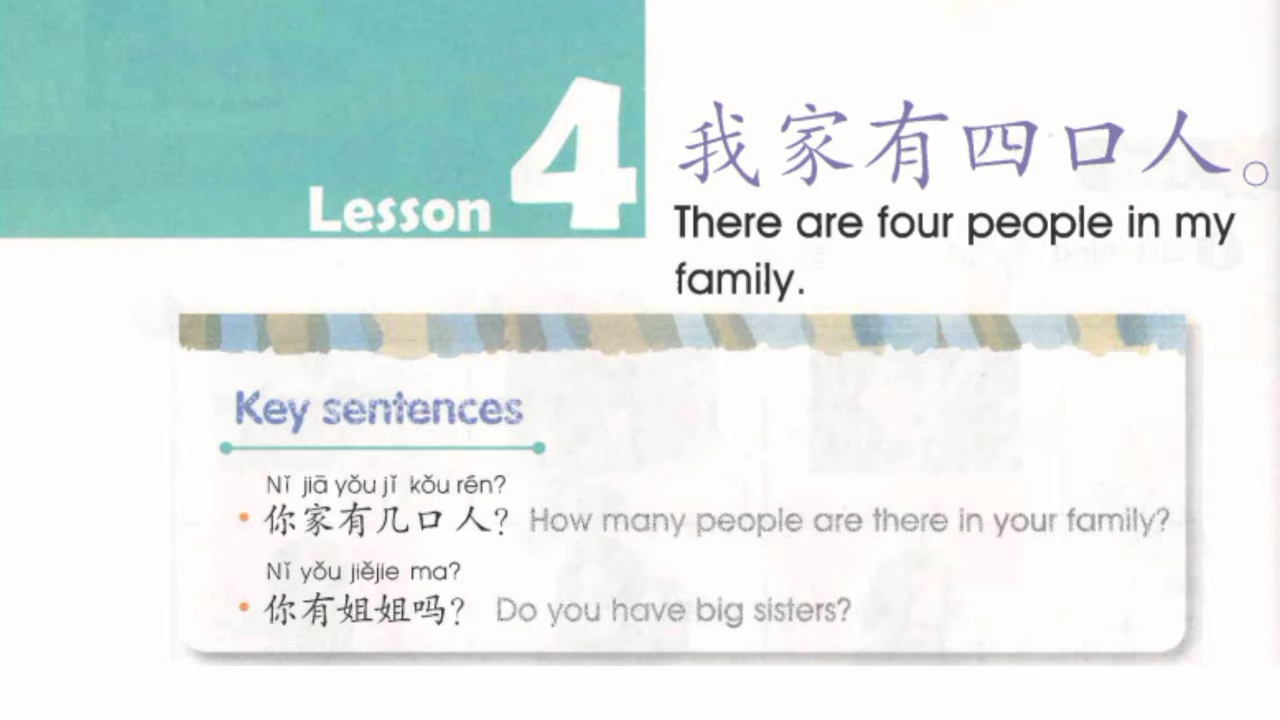 Lesson 4
我家有四口人。
There are four people in my
family.
Key sentences
Nǐ jiā yǒu jǐ kǒu rén?
• 你家有几口人? How many people are there in your family?
Nǐ yǒu jiějie ma?
• 你有姐姐吗? Do you have big sisters?